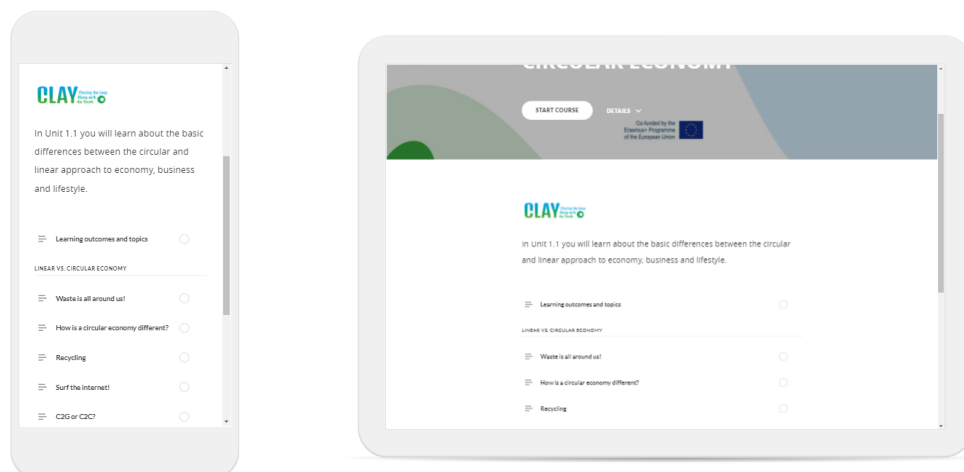 CLAY
In Unit 1.1 you will learn about the basic
differences between the circular and
linear approach to economy, business
and lifestyle.
Learning outcomes and topics
LINEAR VS. CIRCULAR ECONOMY
Waste is all around us!
How is a circular economy different?
Recycling
Surf the internet!
C2G or C2C?
CIRCULAR ECONOMY
START COURSE
DETAILS
Co-funded by the
Erasmus+ Programme
of the European Union
CLAY
In Unit 1.1 you will learn about the basic differences between the circular
and linear approach to economy, business and lifestyle.
Learning outcomes and topics
LINEAR VS. CIRCULAR ECONOMY
Waste is all around us!
How is a circular economy different?
Recycling